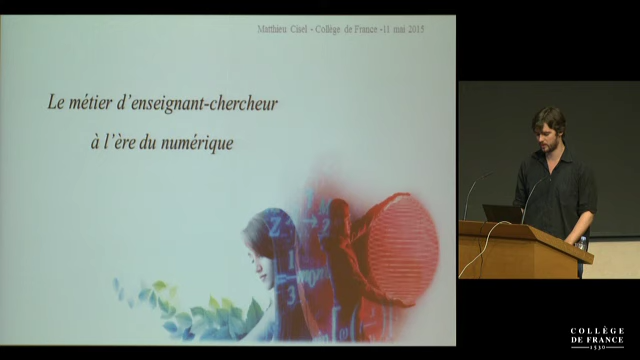 Matthieu Cisel - Collège de France -11 mai 2015
Le métier d'enseignant-chercheur
à l'ère du numérique
COLLÈGE
DE FRANCE
1530